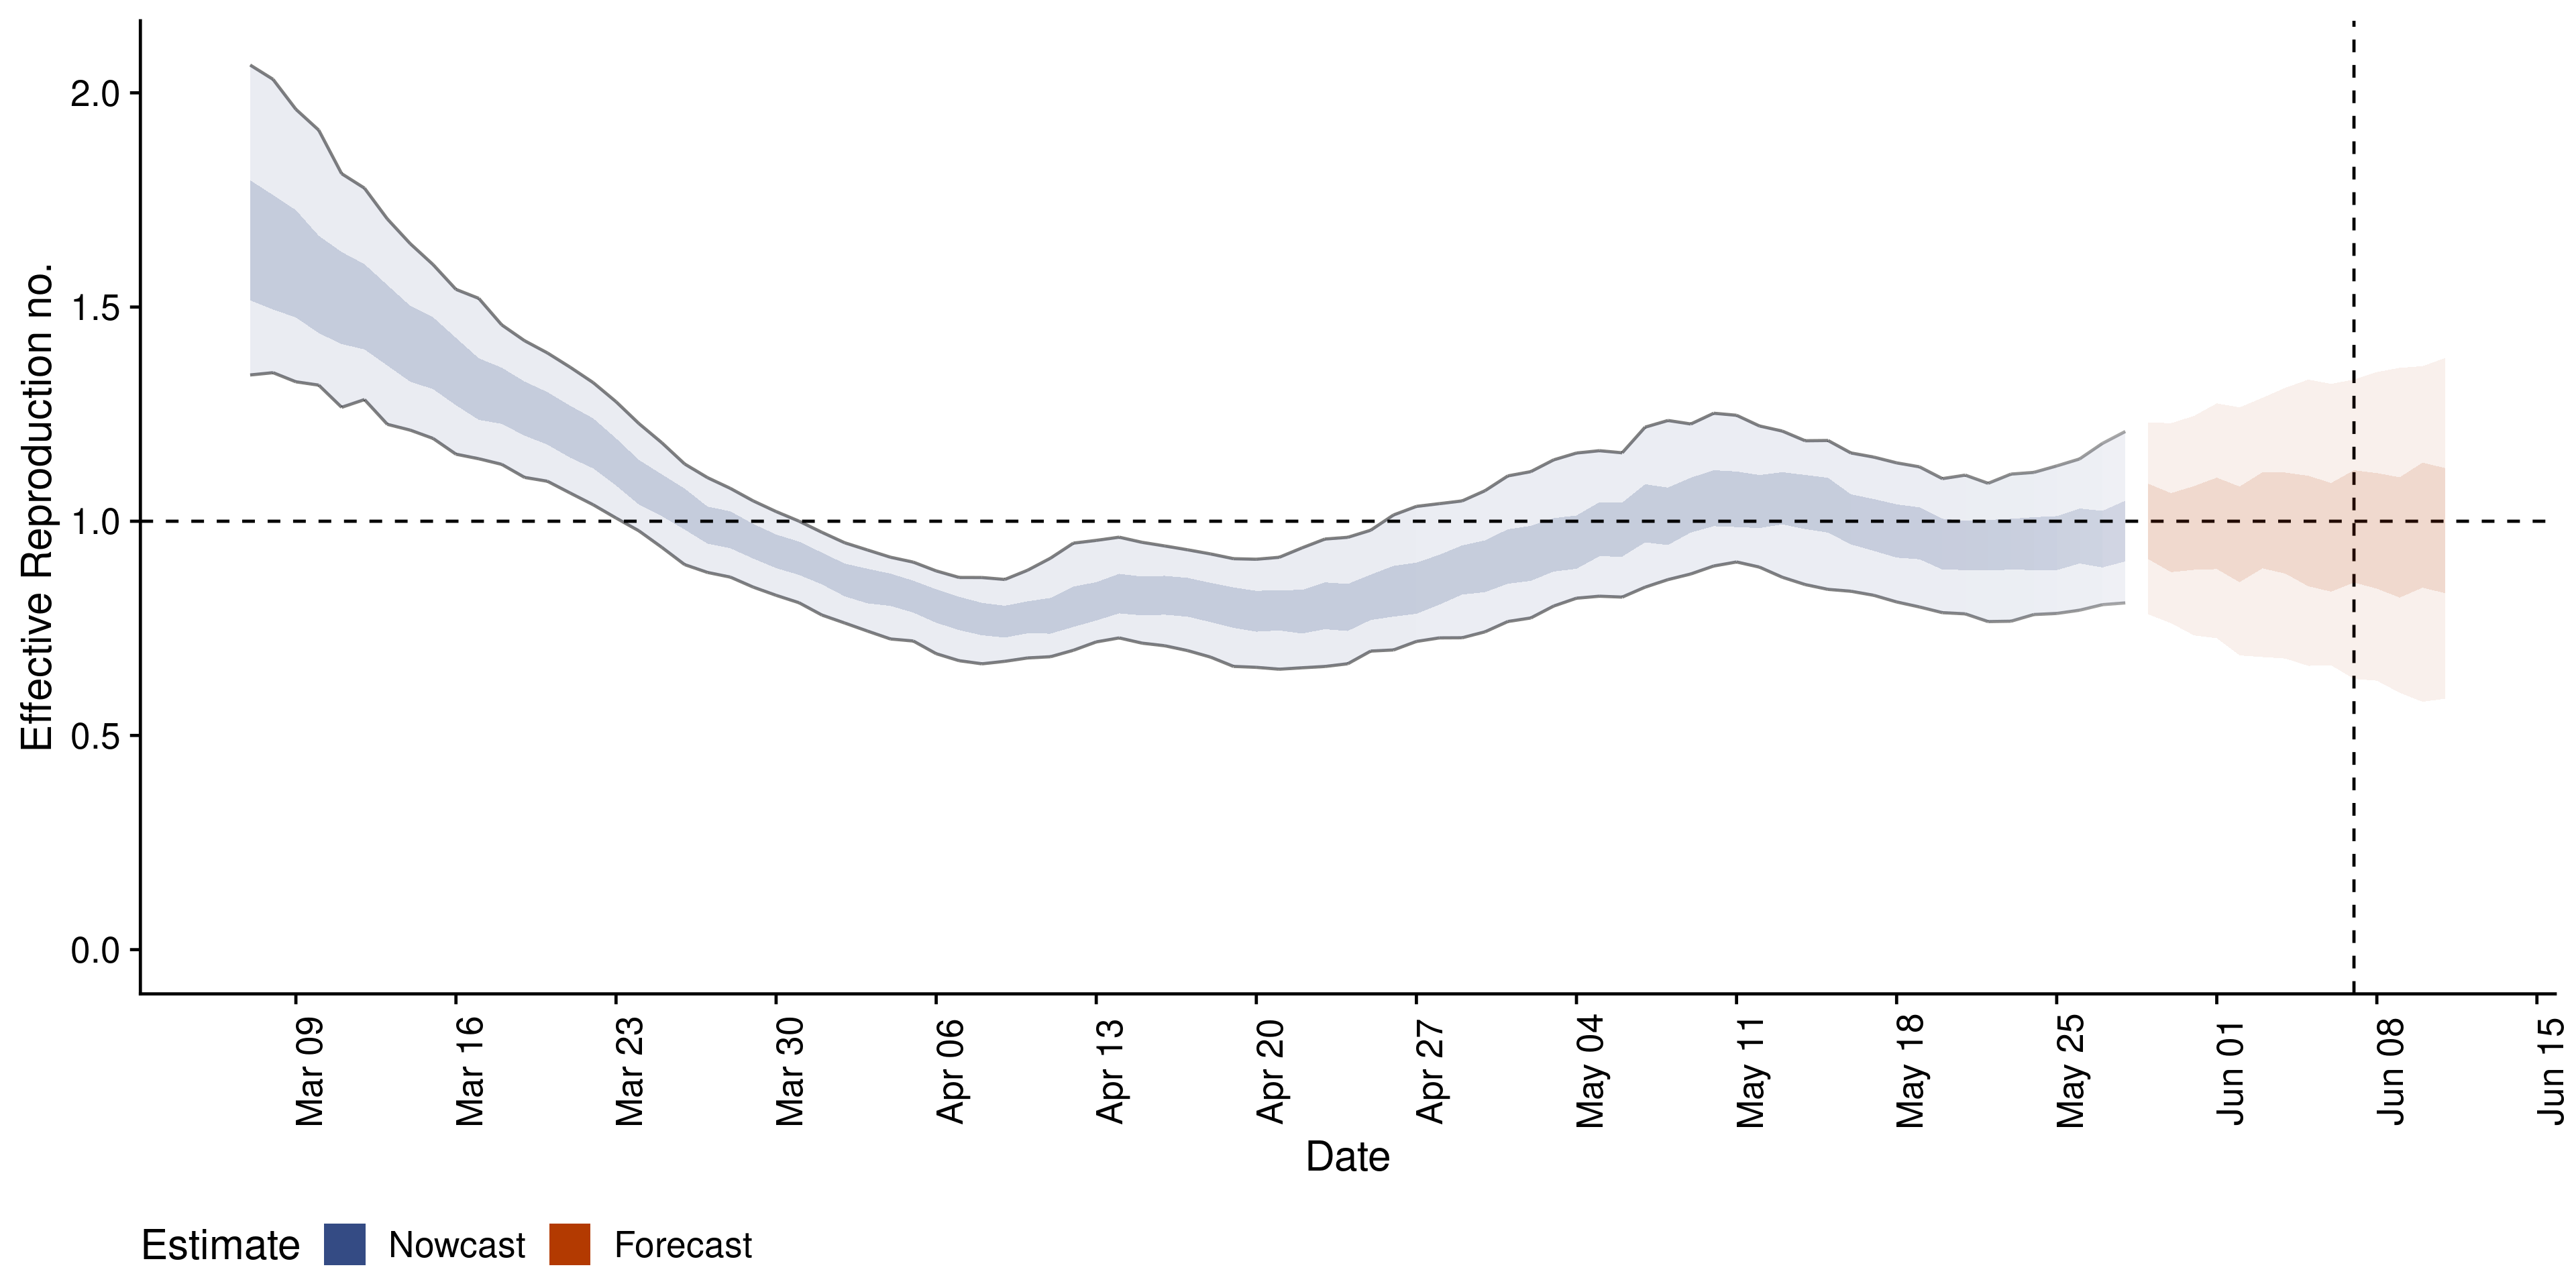 Effective Reproduction no.
2.0
1.5
1.0
0.5
0.0
Mar 09
Mar 16
Mar 23
Mar 30
Apr 06
Apr 13
Apr 20
Apr 27
May 04
May 11
May 18
May 25
Jun 01
Jun 08
Jun 15
Date
Estimate Nowcast Forecast